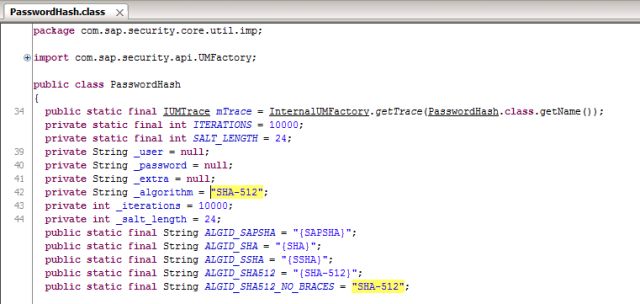 PasswordHash.class
package com.sap.security.core.util.imp;
import com.sap.security.api.UMFactory;
public class PasswordHash
{
34 public static final IUMTrace mTrace = InternalUMFactory.getTrace(PasswordHash.class.getName());
private static final int ITERATIONS = 10000;
private static final int SALT_LENGTH = 24;
39 private String _user = null;
40 private String _password = null;
41 private String _extra = null;
42 private String _algorithm = "SHA-512";
43 private int _iterations = 10000;
44 private int _salt_length = 24;
public static final String ALGID_SAPSHA = "{SAPSHA}";
public static final String ALGID_SHA = "{SHA}";
public static final String ALGID_SSHA = "{SSHA}";
public static final String ALGID_SHA512 = "{SHA-512}";
public static final String ALGID_SHA512_NO_BRACES = "SHA-512";